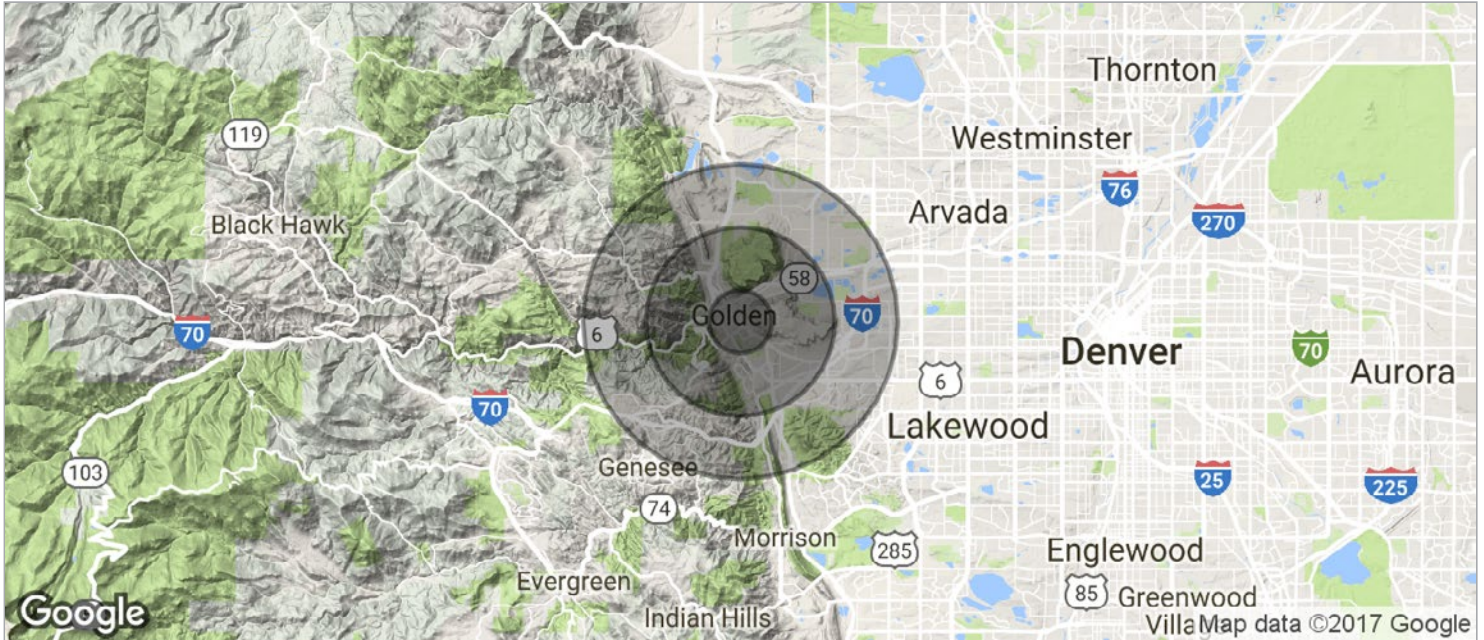 Thornton
Westminster
119
76
Arvada
270
Black Hawk
58
Golden
70
70
6
Denver
70
Aurora
6
70
Lakewood
Genesee
103
25
225
74
Morrison
285
Englewood
Evergreen
85
Greenwood
Indian Hills
Google
Villa
Map data ©2017 Google